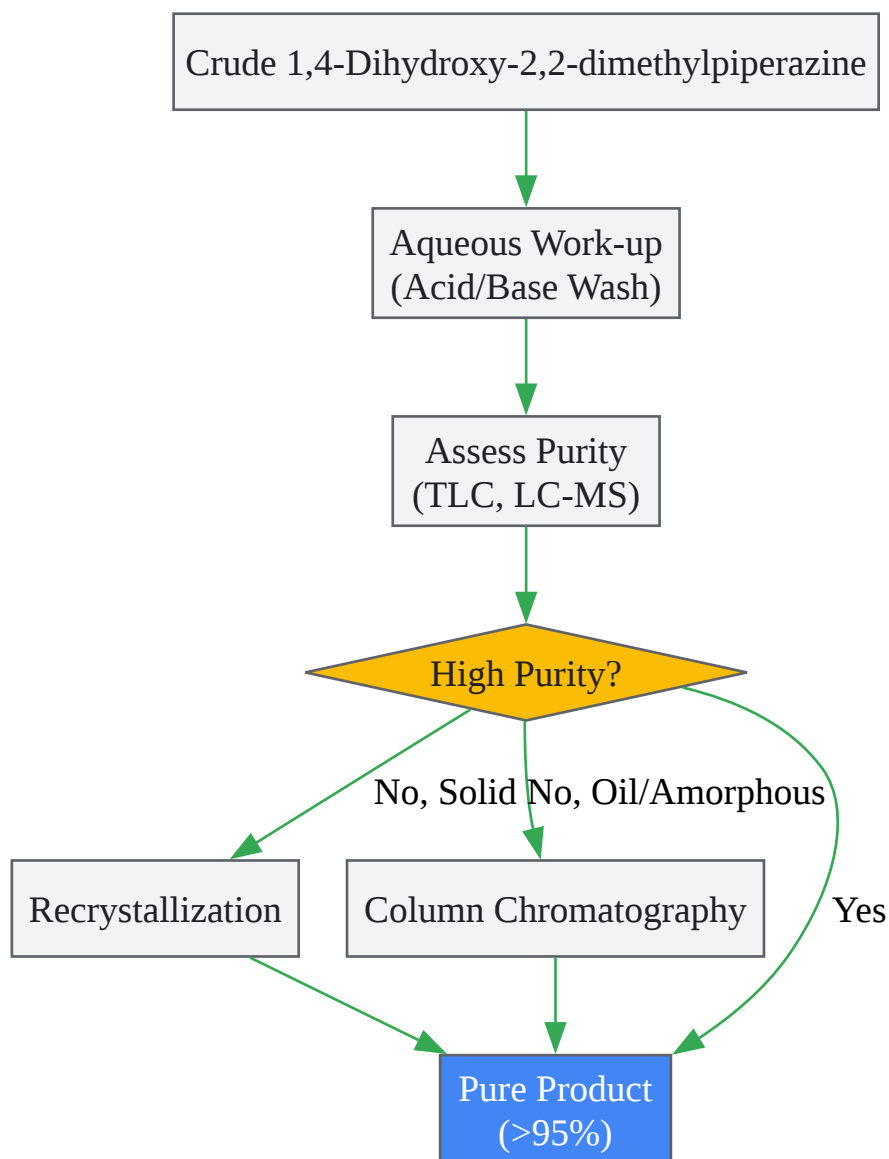 Crude 1,4-Dihydroxy-2,2-dimethylpiperazine
Aqueous Work-up
(Acid/Base Wash)
Assess Purity
(TLC, LC-MS)
High Purity?
No, Solid
No, Oil/Amorphous
Recrystallization
Column Chromatography
Yes
Pure Product
(>95%)